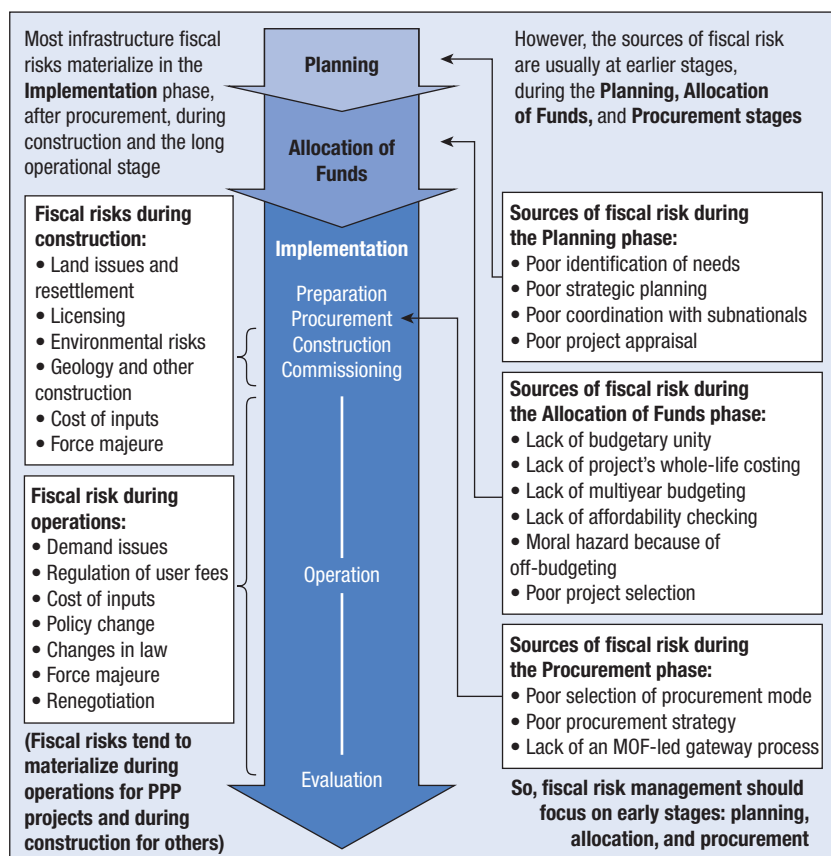 Most infrastructure fiscal
risks materialize in the
Implementation phase,
after procurement, during
construction and the long
operational stage
Planning
However, the sources of fiscal risk
are usually at earlier stages,
during the Planning, Allocation
of Funds, and Procurement stages
Allocation of
Funds
Fiscal risks during
construction:
• Land issues and
resettlement
• Licensing
• Environmental risks
• Geology and other
construction
• Cost of inputs
• Force majeure
Implementation
Preparation
Procurement
Construction
Commissioning
Sources of fiscal risk during
the Planning phase:
• Poor identification of needs
• Poor strategic planning
• Poor coordination with subnationals
• Poor project appraisal
Sources of fiscal risk during
the Allocation of Funds phase:
• Lack of budgetary unity
• Lack of project's whole-life costing
• Lack of multiyear budgeting
• Lack of affordability checking
• Moral hazard because of
off-budgeting
• Poor project selection
Fiscal risk during
operations:
• Demand issues
• Regulation of user fees
• Cost of inputs
• Policy change
• Changes in law
• Force majeure
• Renegotiation
Operation
Sources of fiscal risk during
the Procurement phase:
• Poor selection of procurement mode
• Poor procurement strategy
• Lack of an MOF-led gateway process
(Fiscal risks tend to
materialize during
operations for PPP
projects and during
construction for others)
Evaluation
So, fiscal risk management should
focus on early stages: planning,
allocation, and procurement